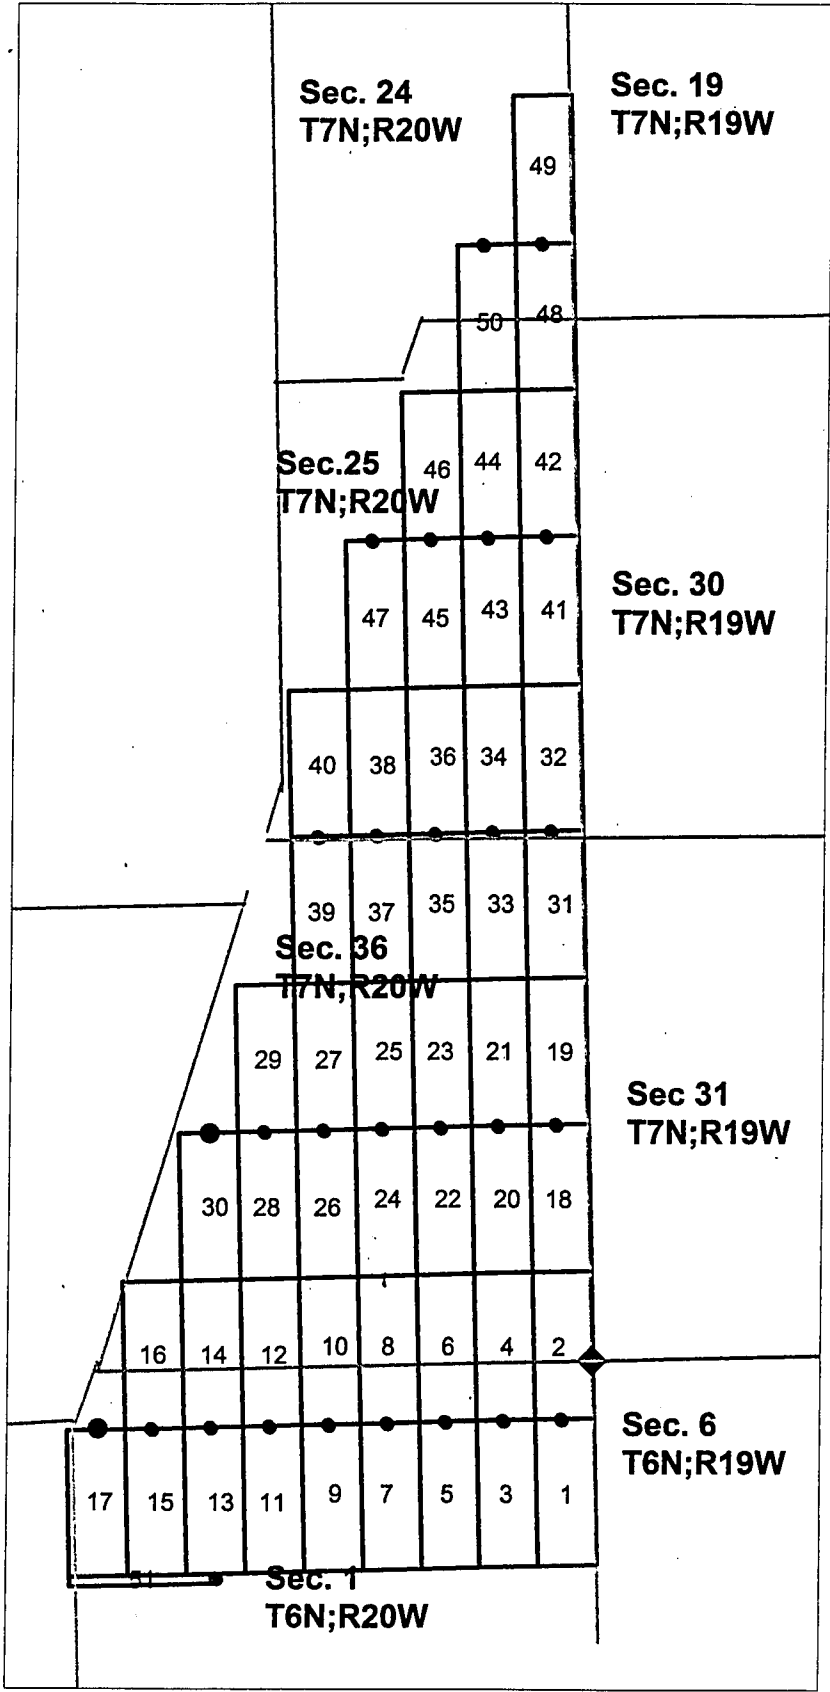 Sec. 24
T7N;R20W
Sec. 19
T7N;R19W
49
50 48
Sec.25
T7N;R20W
46 44 42
47 45 43 41
Sec. 30
T7N;R19W
40 38 36 34 32
39 37 35 33 31
Sec. 36
T7N;R20W
29 27 25 23 21 19
Sec 31
T7N;R19W
30 28 26 24 22 20 18
16 14 12 10 8 6 4 2
Sec. 6
T6N;R19W
17 15 13 11 9 7 5 3 1
51
Sec. 1
T6N;R20W